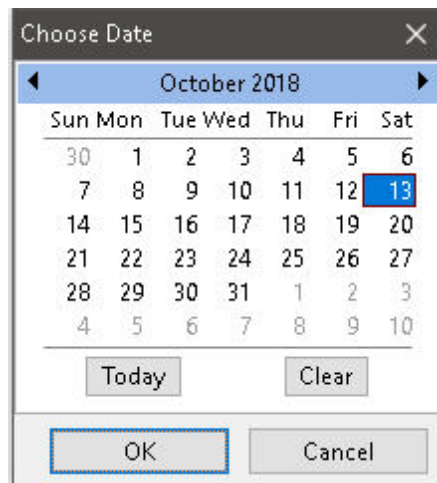 Choose Date
October 2018
Sun Mon Tue Wed Thu Fri Sat
30 1 2 3 4 5 6
7 8 9 10 11 12 13
14 15 16 17 18 19 20
21 22 23 24 25 26 27
28 29 30 31 1 2 3
4 5 6 7 8 9 10
Today Clear
OK Cancel